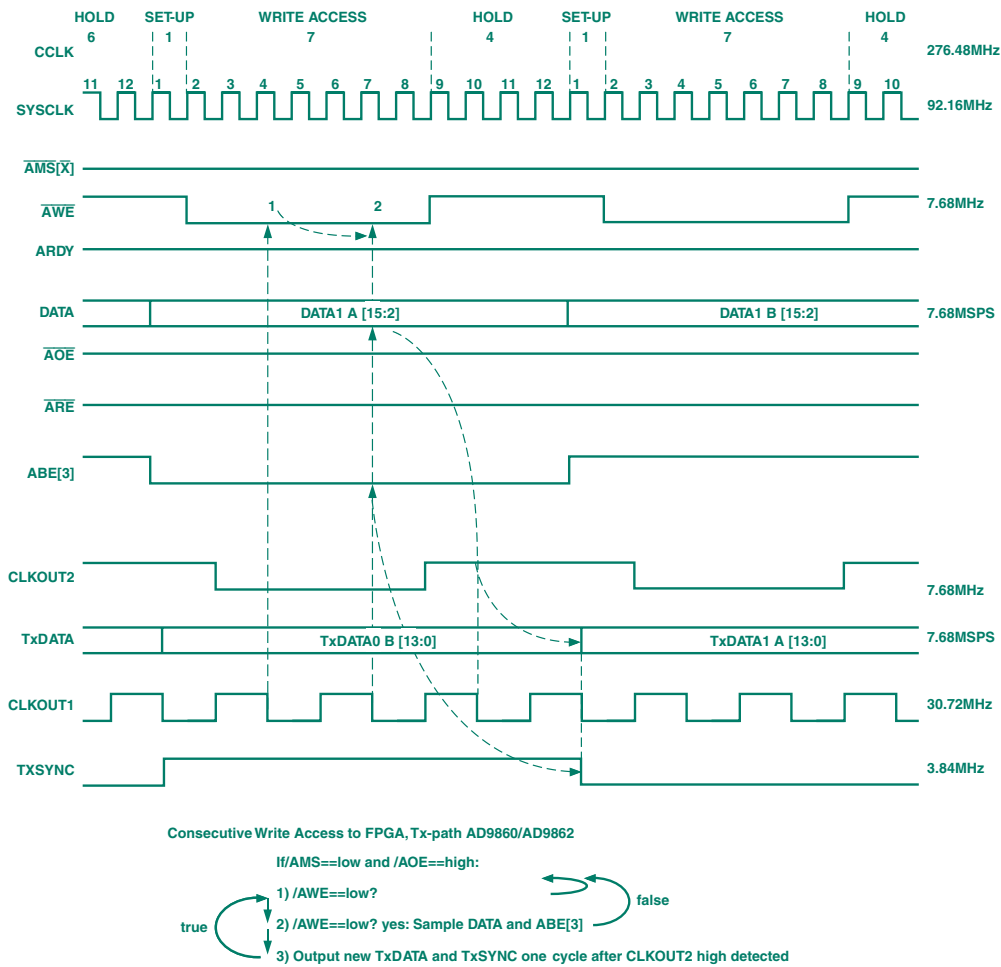 HOLD SET-UP WRITE ACCESS HOLD SET-UP WRITE ACCESS HOLD
6 1 7 4 1 7 4
CCLK 276.48MHz
11 12 1 2 3 4 5 6 7 8 9 10 11 12 1 2 3 4 5 6 7 8 9 10
SYSCLK 92.16MHz
AMS[X]
AWE 1 2 7.68MHz
ARDY
DATA DATA1 A [15:2] DATA1 B [15:2] 7.68MSPS
AOE
ARE
ABE[3]
CLKOUT2 7.68MHz
TxDATA TxDATA0 B [13:0] TxDATA1 A [13:0] 7.68MSPS
CLKOUT1 30.72MHz
TXSYNC 3.84MHz
Consecutive Write Access to FPGA, Tx-path AD9860/AD9862
If/AMS==low and /AOE==high:
1) /AWE==low?
true 2) /AWE==low? yes: Sample DATA and ABE[3] false
3) Output new TxDATA and TxSYNC one cycle after CLKOUT2 high detected